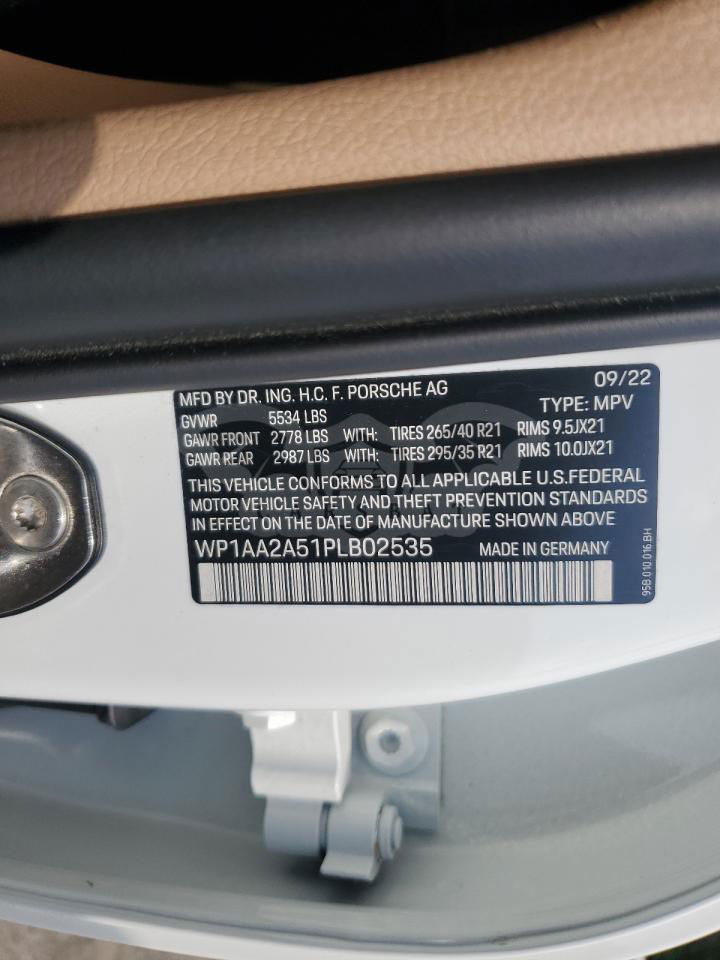 MFD BY DR. ING. H.C. F. PORSCHE AG 09/22
GVWR 5534 LBS TYPE: MPV
GAWR FRONT 2778 LBS WITH: TIRES 265/40 R21 RIMS 9.5JX21
GAWR REAR 2987 LBS WITH: TIRES 295/35 R21 RIMS 10.0JX21
THIS VEHICLE CONFORMS TO ALL APPLICABLE U.S.FEDERAL
MOTOR VEHICLE SAFETY AND THEFT PREVENTION STANDARDS
IN EFFECT ON THE DATE OF MANUFACTURE SHOWN ABOVE
WP1AA2A51PLB02535 MADE IN GERMANY
95B.010.016.BH